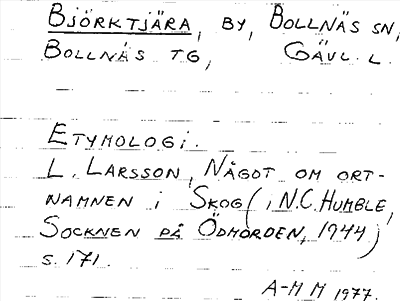 BJÖRKTJÄRA, BY, BOLLNÄS SN,
BOLLNÄS TG, GÄVL. L.
ETYMOLOGI.
L. LARSSON, NÅGOT OM ORT-
NAMNEN I SKOG (I N.C. HUMBLE,
SOCKNEN PÅ ÖDMORDEN, 1944)
S. 171.
A-M M 1977.